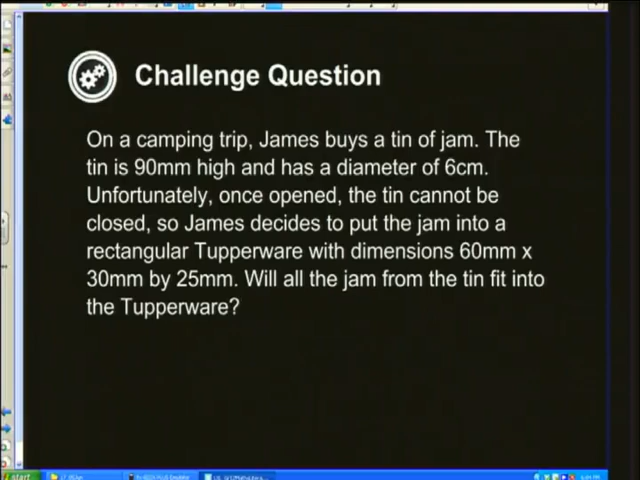 Challenge Question
On a camping trip, James buys a tin of jam. The
tin is 90mm high and has a diameter of 6cm.
Unfortunately, once opened, the tin cannot be
closed, so James decides to put the jam into a
rectangular Tupperware with dimensions 60mm x
30mm by 25mm. Will all the jam from the tin fit into
the Tupperware?
start